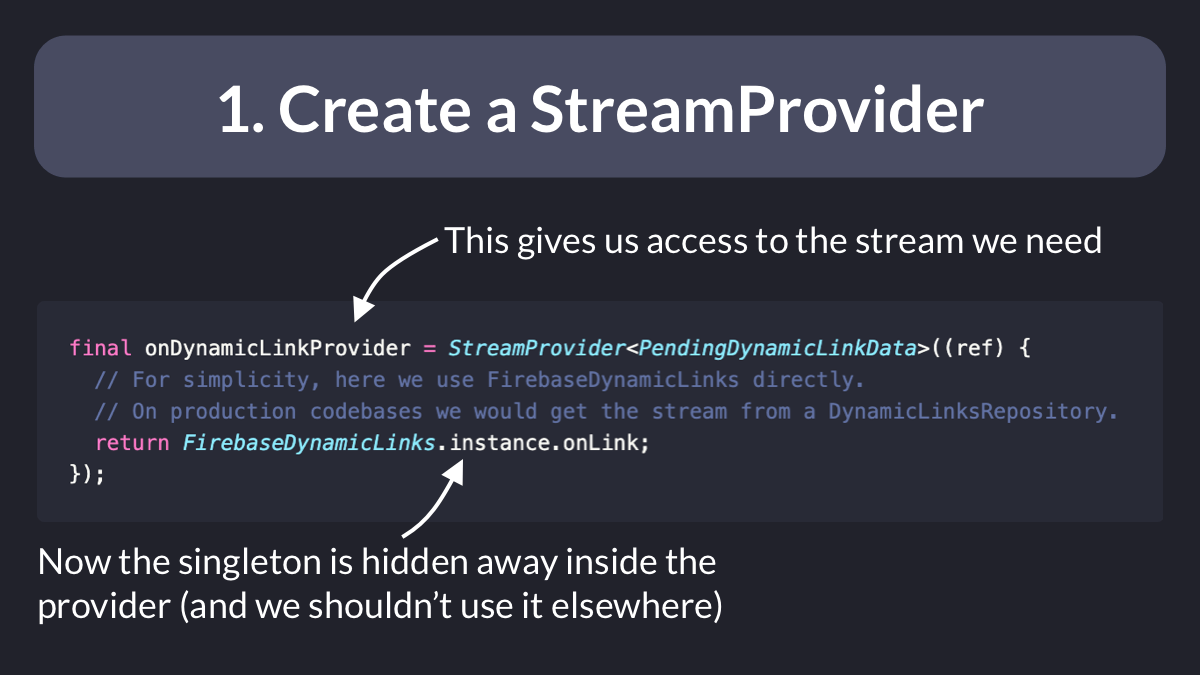 1. Create a StreamProvider
This gives us access to the stream we need
final onDynamicLinkProvider = StreamProvider<PendingDynamicLinkData>((ref) {
  // For simplicity, here we use FirebaseDynamicLinks directly.
  // On production codebases we would get the stream from a DynamicLinksRepository.
  return FirebaseDynamicLinks.instance.onLink;
});
Now the singleton is hidden away inside the
provider (and we shouldn’t use it elsewhere)